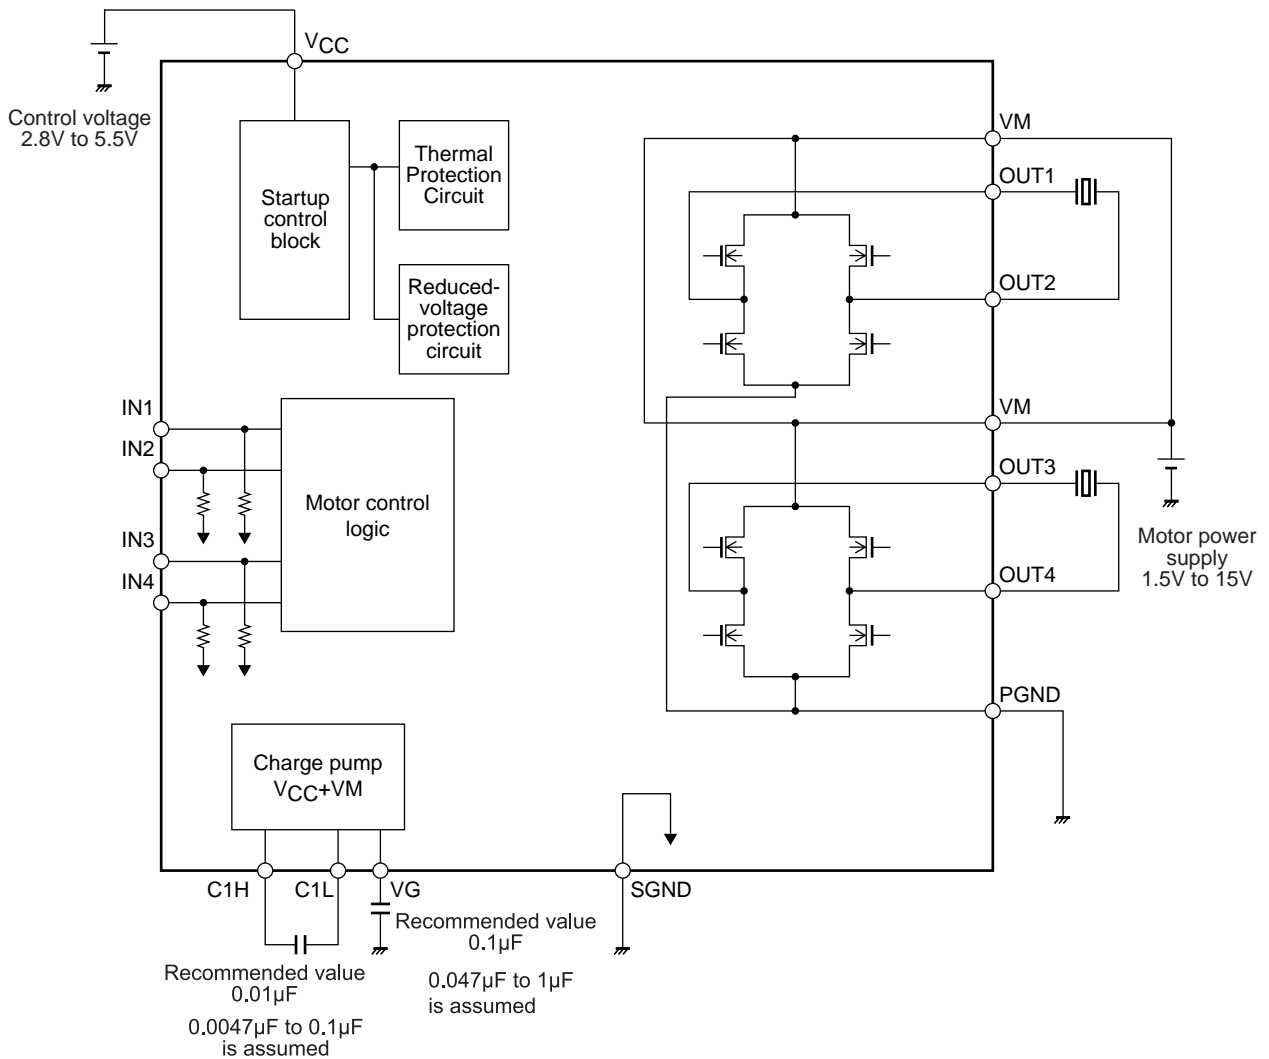 VCC
Control voltage
2.8V to 5.5V
Startup
control
block
Thermal
Protection
Circuit
Reduced-
voltage
protection
circuit
VM
OUT1
OUT2
VM
OUT3
OUT4
PGND
Motor power
supply
1.5V to 15V
IN1
IN2
IN3
IN4
Motor control
logic
Charge pump
VCC+VM
C1H
C1L
VG
SGND
Recommended value
0.1µF
0.047µF to 1µF
is assumed
Recommended value
0.01µF
0.0047µF to 0.1µF
is assumed